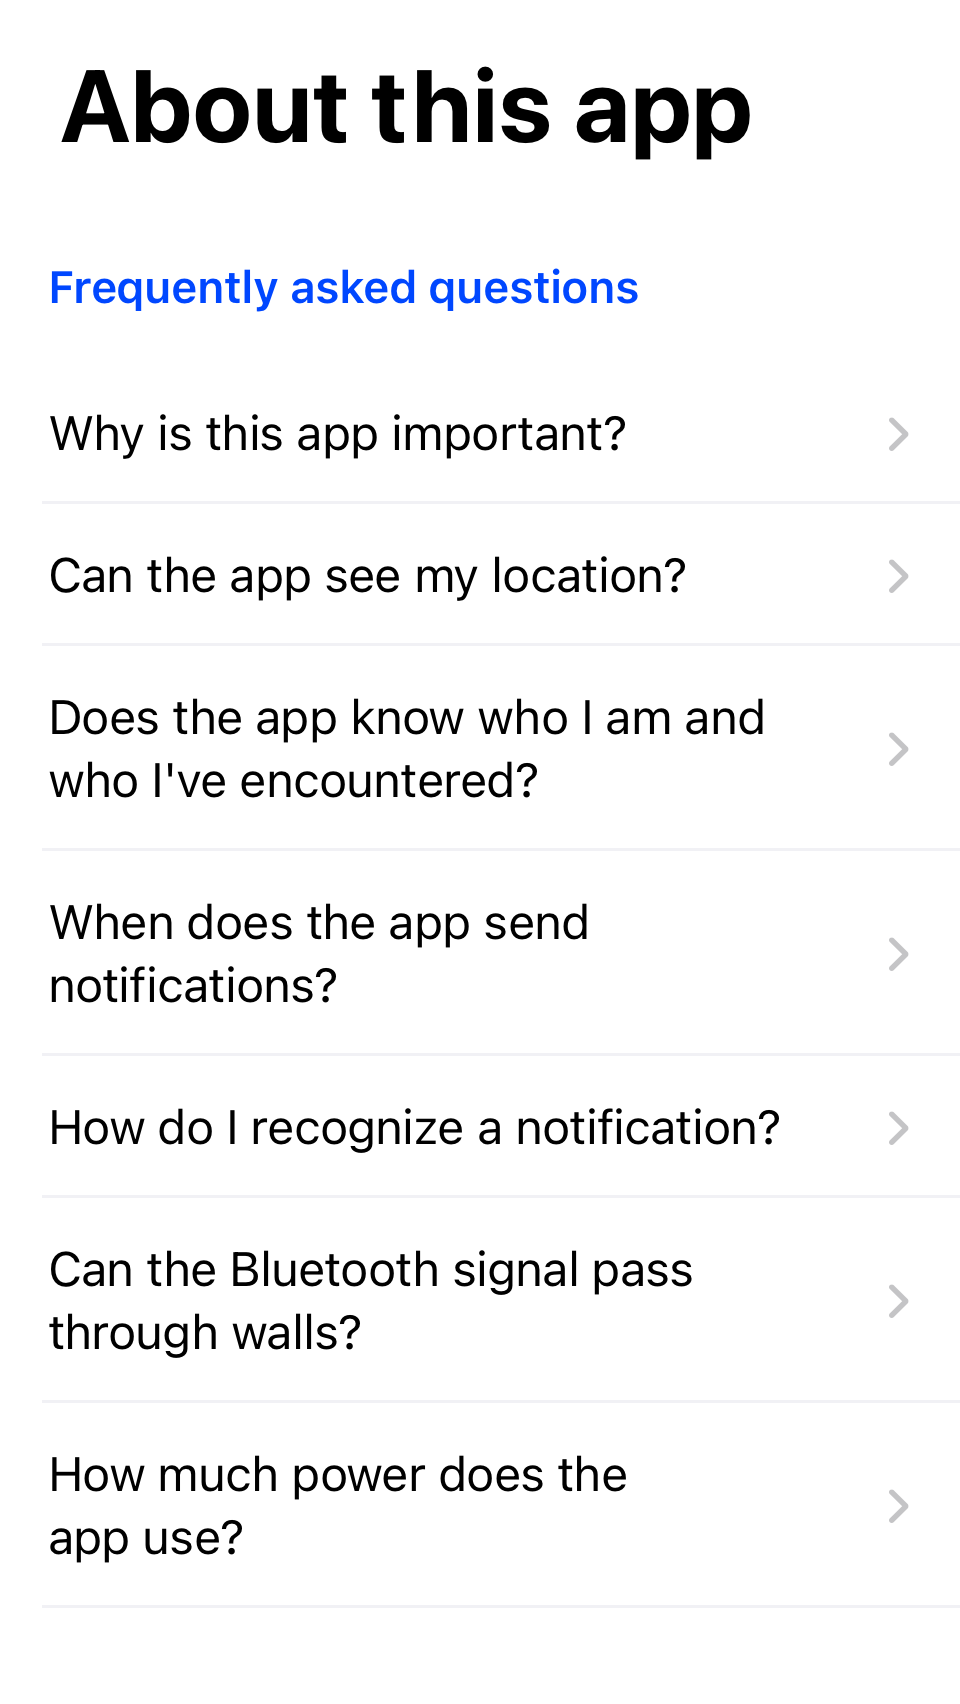 About this app
Frequently asked questions
Why is this app important?
Can the app see my location?
Does the app know who I am and
who I've encountered?
When does the app send
notifications?
How do I recognize a notification?
Can the Bluetooth signal pass
through walls?
How much power does the
app use?